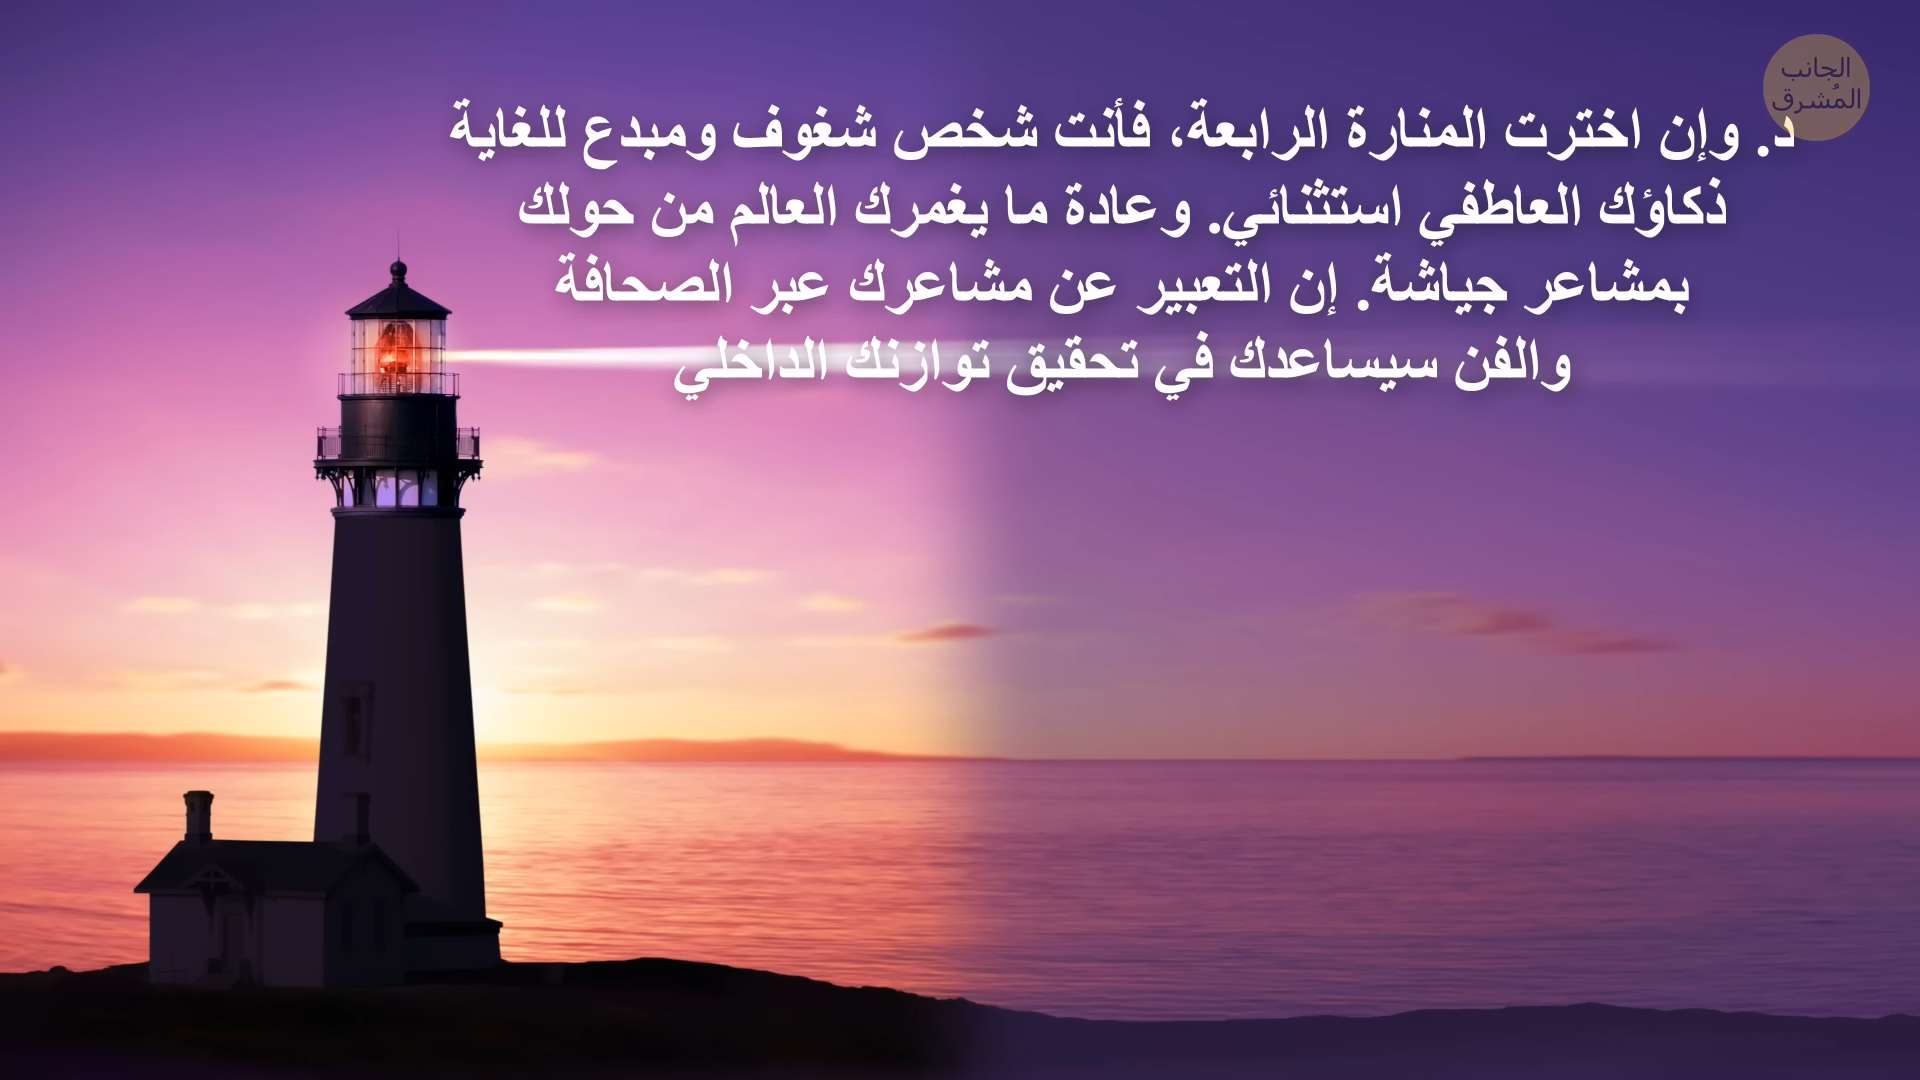 الجانب
المُشرق
د. وإن اخترت المنارة الرابعة، فأنت شخص شغوف ومبدع للغاية
ذكاؤك العاطفي استثنائي. وعادة ما يغمرك العالم من حولك
بمشاعر جياشة. إن التعبير عن مشاعرك عبر الصحافة
والفن سيساعدك في تحقيق توازنك الداخلي